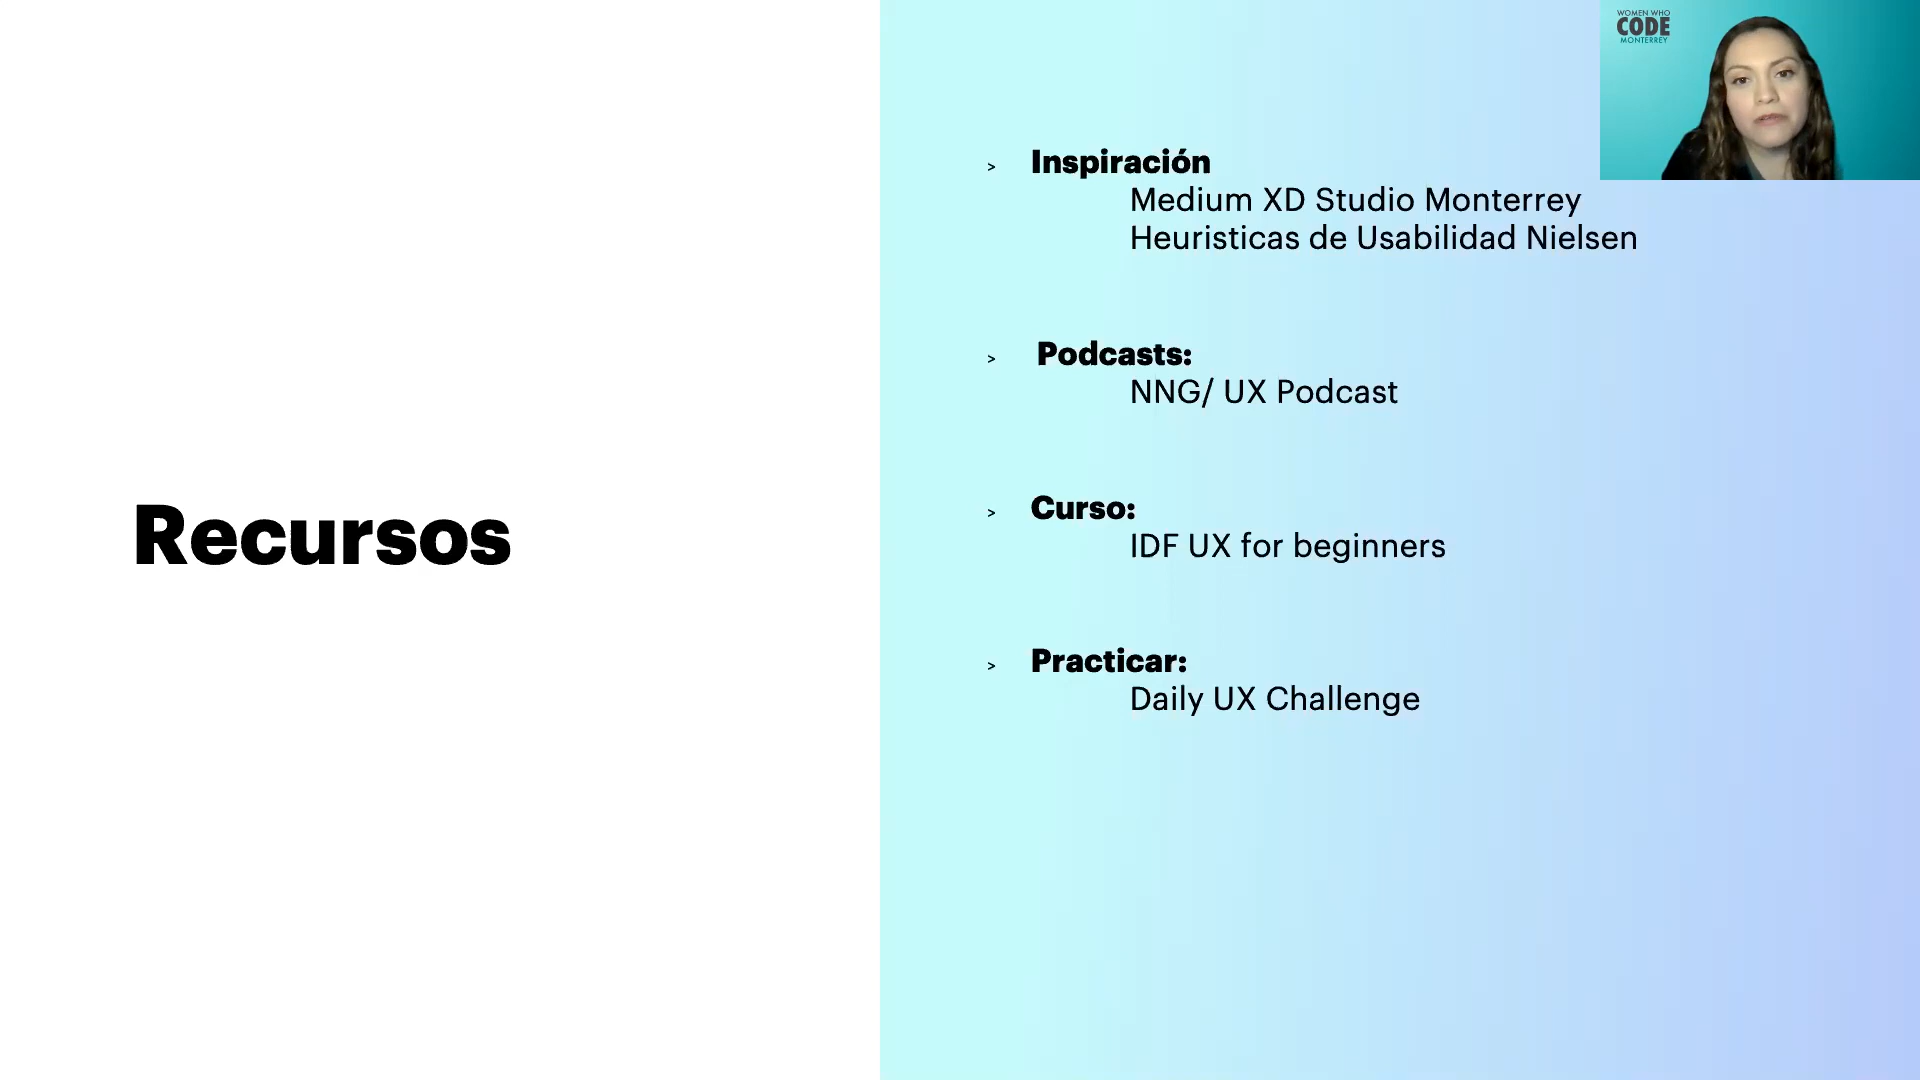 Recursos
> Inspiración
Medium XD Studio Monterrey
Heuristicas de Usabilidad Nielsen
> Podcasts:
NNG/ UX Podcast
> Curso:
IDF UX for beginners
> Practicar:
Daily UX Challenge
WOMEN WHO
CODE
MONTERREY